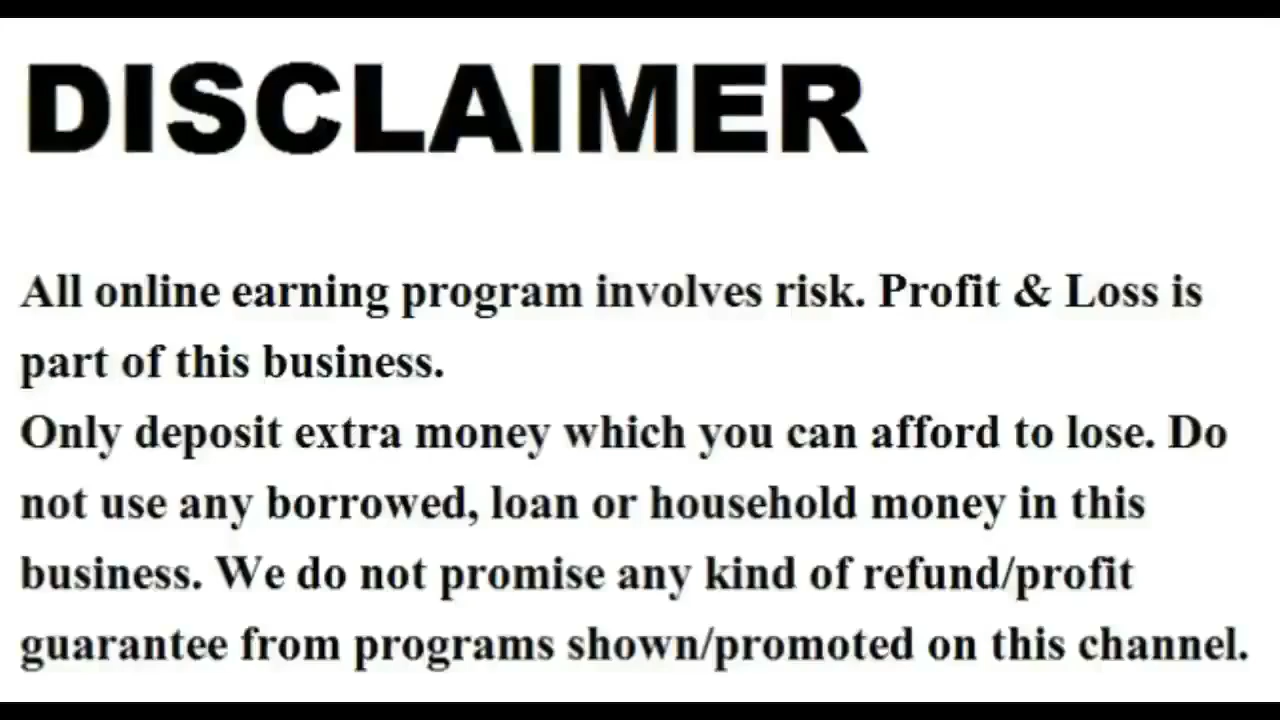 DISCLAIMER
All online earning program involves risk. Profit & Loss is
part of this business.
Only deposit extra money which you can afford to lose. Do
not use any borrowed, loan or household money in this
business. We do not promise any kind of refund/profit
guarantee from programs shown/promoted on this channel.